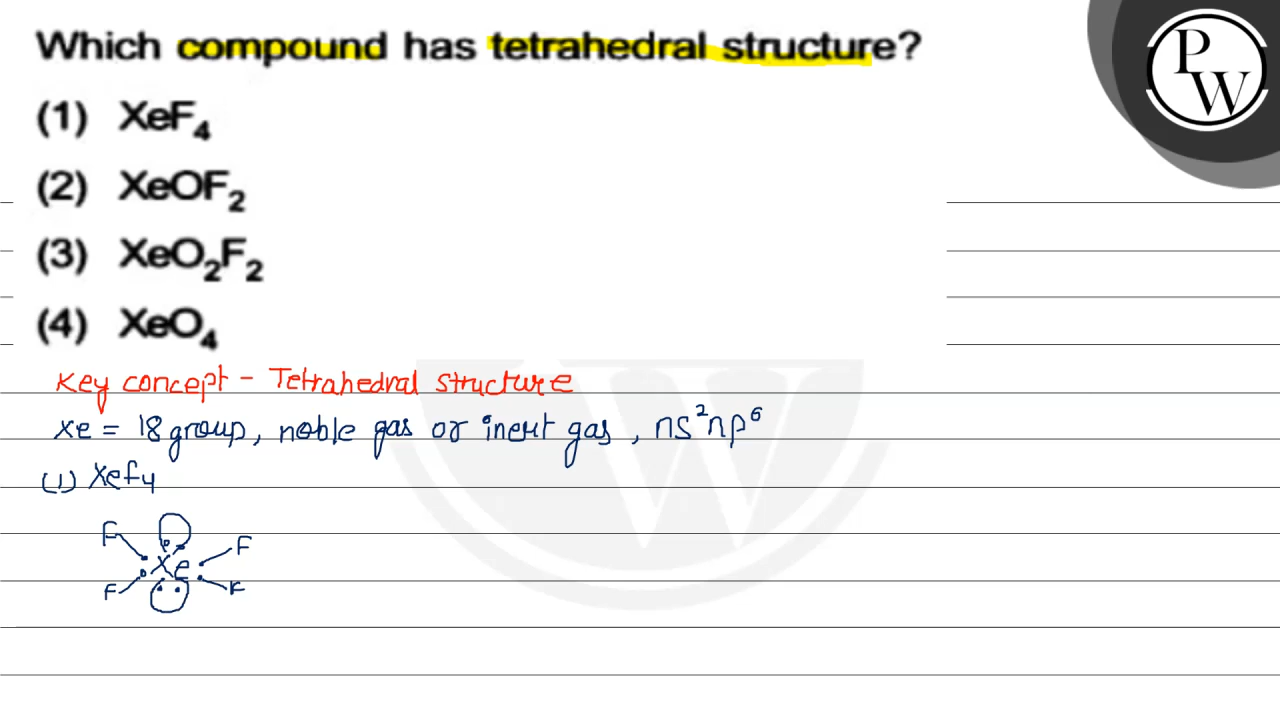 Which compound has tetrahedral structure?
(1) XeF₄
(2) XeOF₂
(3) XeO₂F₂
(4) XeO₄
Key concept - Tetrahedral structure
Xe = 18 group, noble gas or inert gas, ns²np⁶
(1) Xef₄
F F
Xe
F F
PW